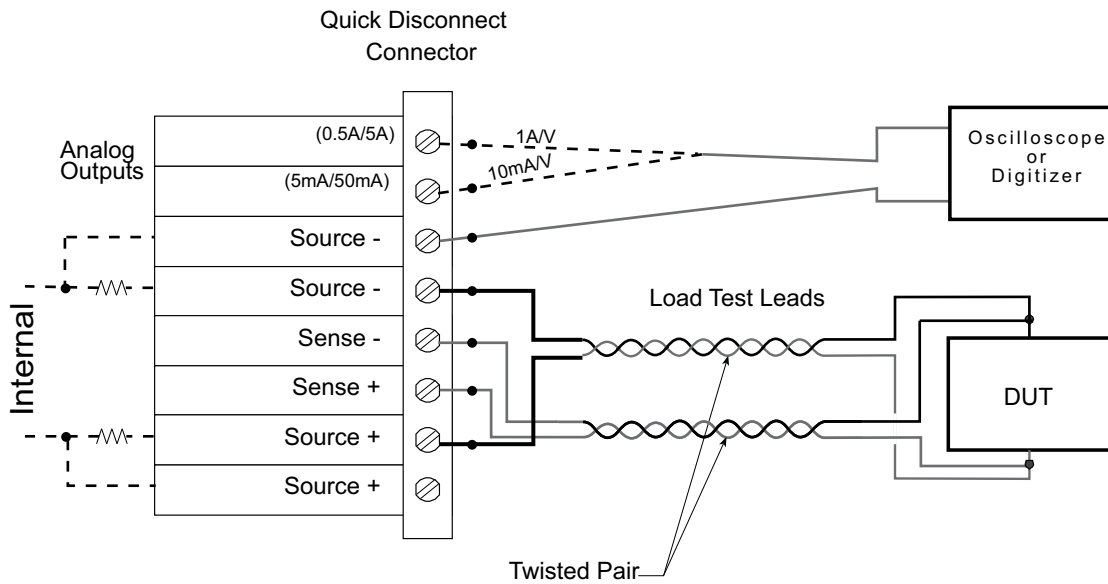 Quick Disconnect
Connector
Analog
Outputs
(0.5A/5A)
1A/V
Oscilloscope
or
Digitizer
(5mA/50mA)
10mA/V
Source -
Source -
Load Test Leads
Sense -
Internal
Sense +
DUT
Source +
Source +
Twisted Pair